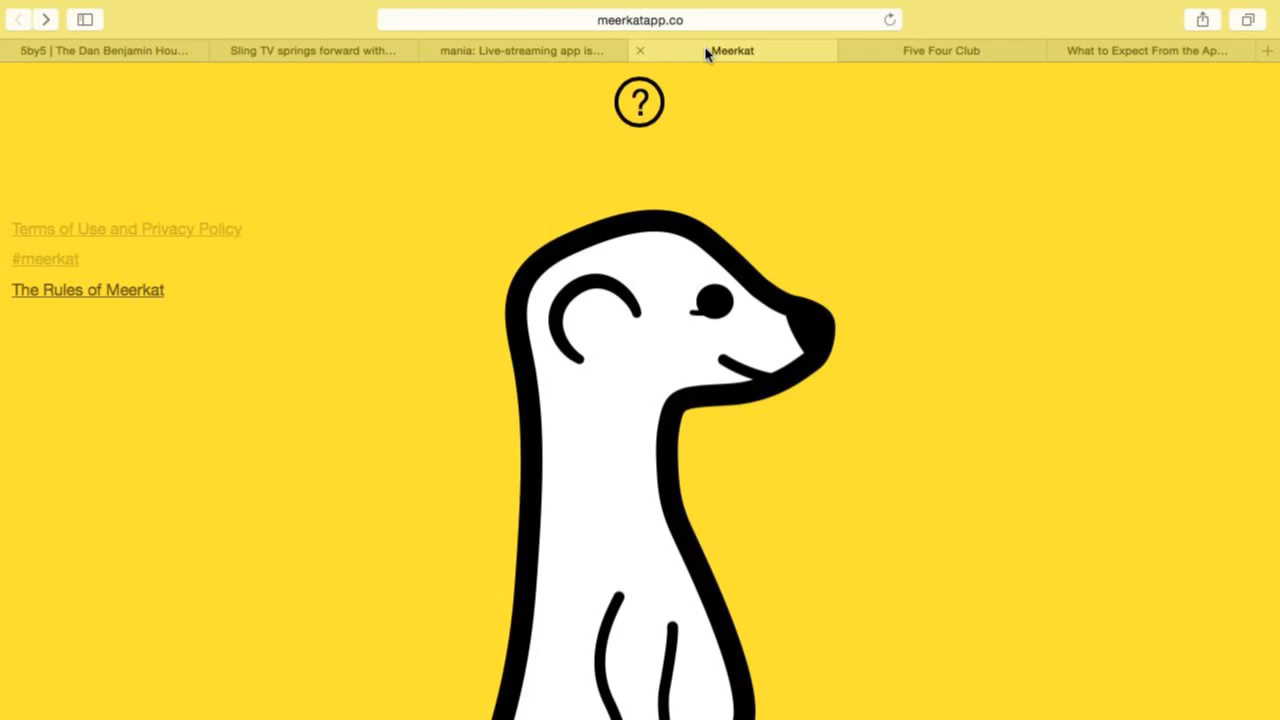 meerkatapp.co
5by5 | The Dan Benjamin Hou...
Sling TV springs forward with...
mania: Live-streaming app is...
Meerkat
Five Four Club
What to Expect From the Ap...
?
Terms of Use and Privacy Policy
#meerkat
The Rules of Meerkat